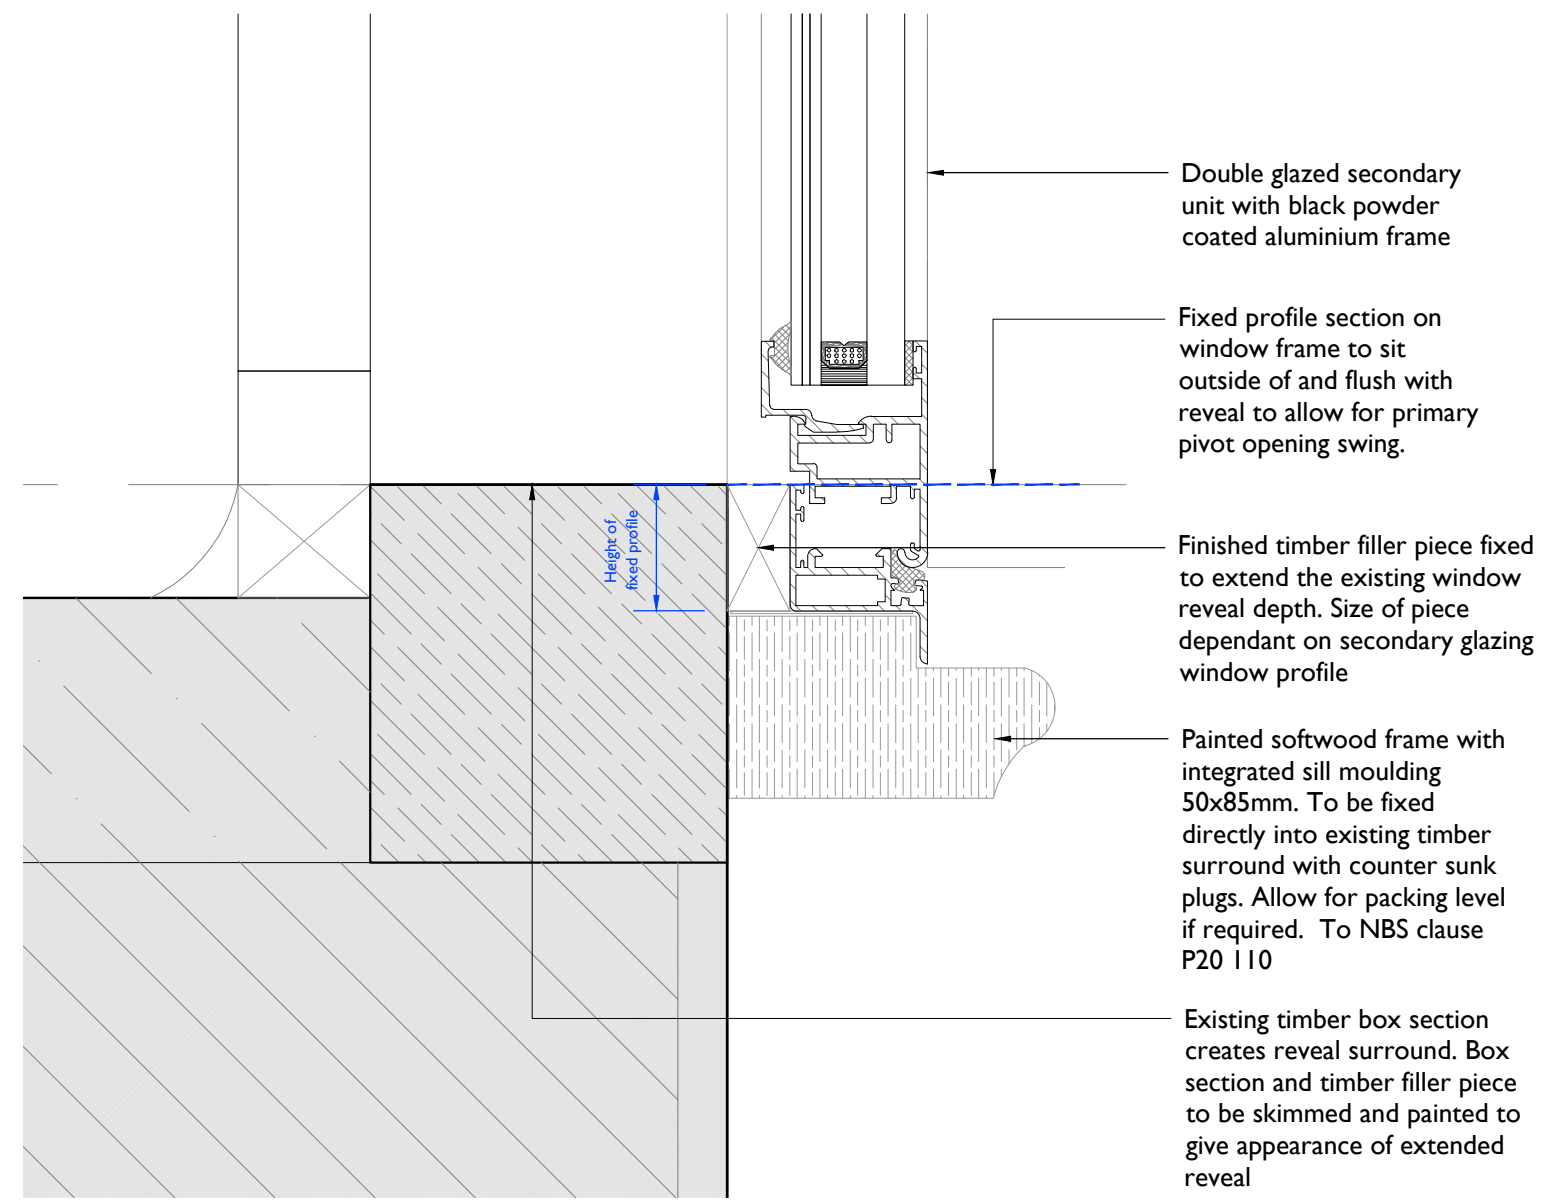 Double glazed secondary
unit with black powder
coated aluminium frame
Fixed profile section on
window frame to sit
outside of and flush with
reveal to allow for primary
pivot opening swing.
Height of
fixed profile
Finished timber filler piece fixed
to extend the existing window
reveal depth. Size of piece
dependant on secondary glazing
window profile
Painted softwood frame with
integrated sill moulding
50x85mm. To be fixed
directly into existing timber
surround with counter sunk
plugs. Allow for packing level
if required.  To NBS clause
P20 110
Existing timber box section
creates reveal surround. Box
section and timber filler piece
to be skimmed and painted to
give appearance of extended
reveal